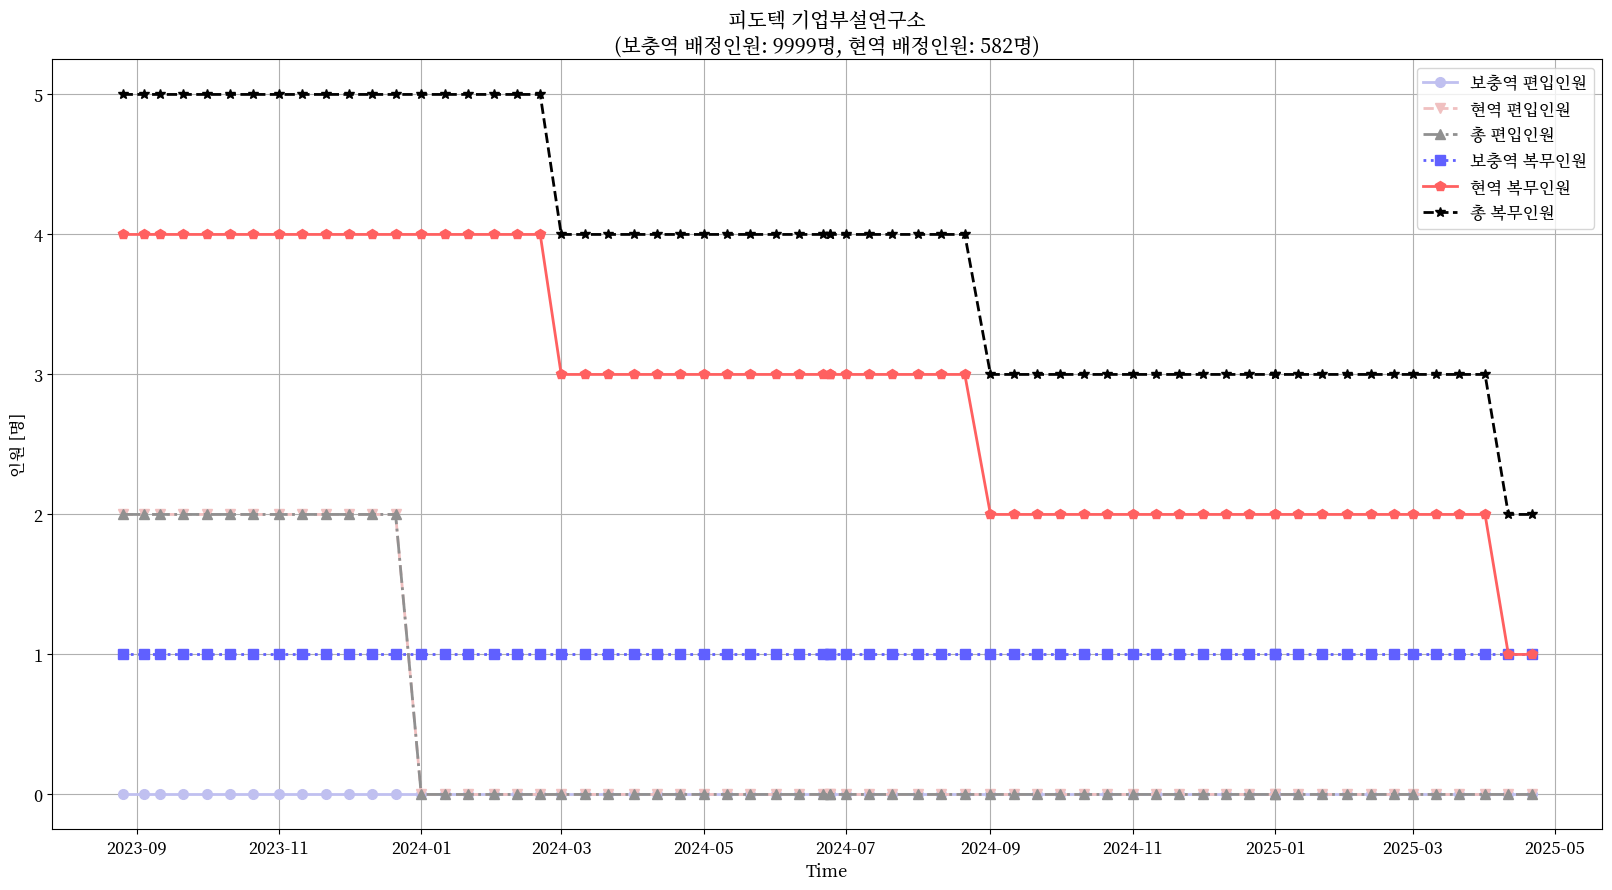 피도텍 기업부설연구소
(보충역 배정인원: 9999명, 현역 배정인원: 582명)
보충역 편입인원
현역 편입인원
총 편입인원
보충역 복무인원
현역 복무인원
총 복무인원
인원 [명]
5
4
3
2
1
0
2023-09 2023-11 2024-01 2024-03 2024-05 2024-07 2024-09 2024-11 2025-01 2025-03 2025-05
Time